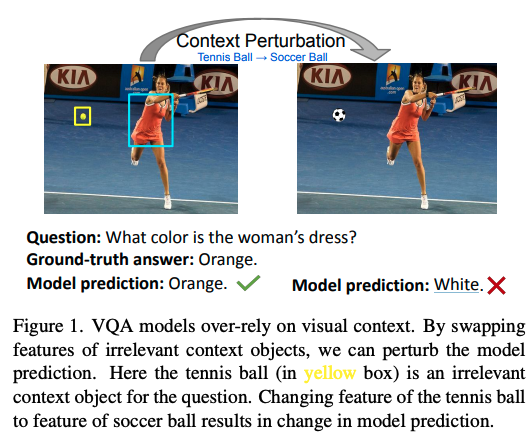 Context Perturbation
Tennis Ball → Soccer Ball
KIA
KIA
KIA
KIA
Question: What color is the woman's dress?
Ground-truth answer: Orange.
Model prediction: Orange.
Model prediction: White.
Figure 1. VQA models over-rely on visual context. By swapping
features of irrelevant context objects, we can perturb the model
prediction. Here the tennis ball (in yellow box) is an irrelevant
context object for the question. Changing feature of the tennis ball
to feature of soccer ball results in change in model prediction.